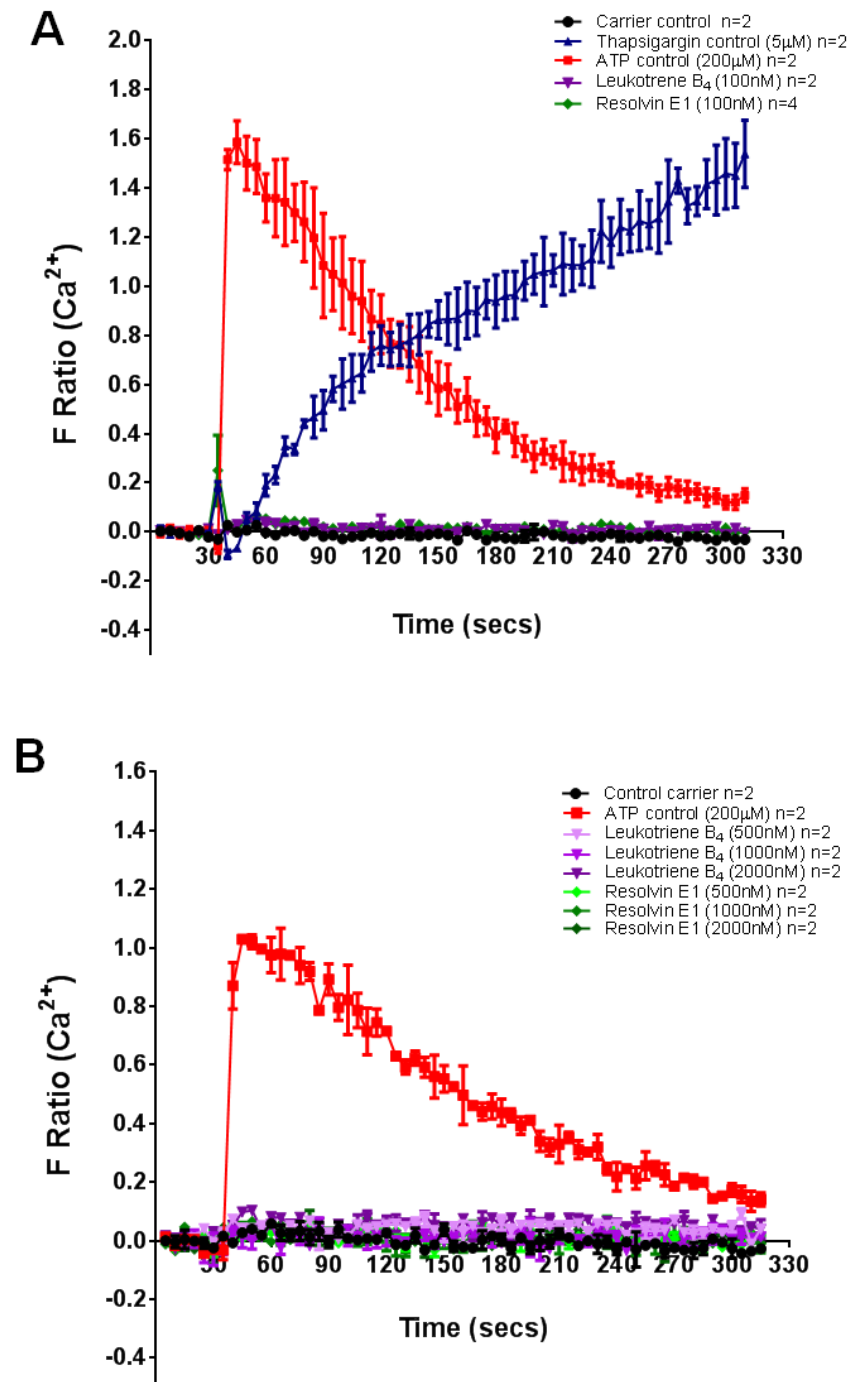 A
Carrier control n=2
Thapsigargin control (5µM) n=2
ATP control (200µM) n=2
Leukotrene B4 (100nM) n=2
Resolvin E1 (100nM) n=4
2.0
1.8
1.6
1.4
1.2
1.0
0.8
0.6
0.4
0.2
0.0
-0.2
-0.4
F Ratio (Ca2+)
30 60 90 120 150 180 210 240 270 300 330
Time (secs)
B
Control carrier n=2
ATP control (200µM) n=2
Leukotriene B4 (500nM) n=2
Leukotriene B4 (1000nM) n=2
Leukotriene B4 (2000nM) n=2
Resolvin E1 (500nM) n=2
Resolvin E1 (1000nM) n=2
Resolvin E1 (2000nM) n=2
1.6
1.4
1.2
1.0
0.8
0.6
0.4
0.2
0.0
-0.2
-0.4
F Ratio (Ca2+)
30 60 90 120 150 180 210 240 270 300 330
Time (secs)